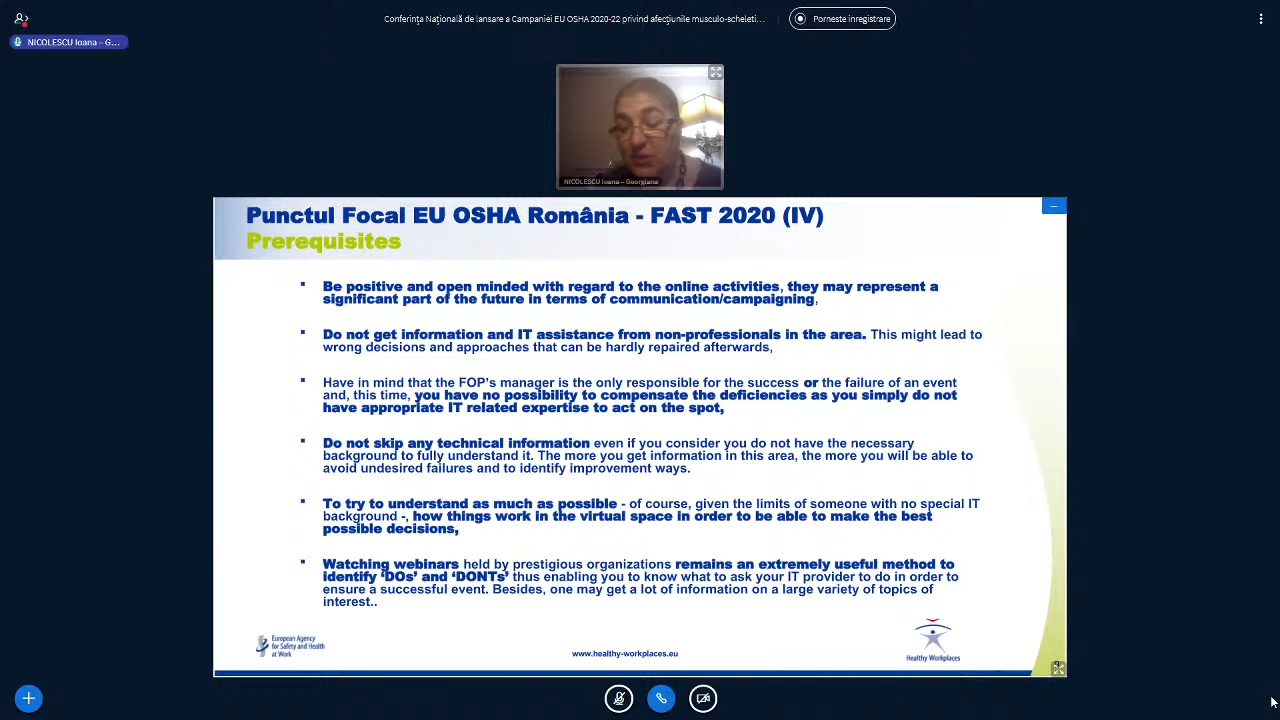 Conferința Națională de lansare a Campaniei EU OSHA 2020-22 privind afecțiunile musculo-scheleti...
Porneste inregistrare
NICOLESCU Ioana – G...
NICOLESCU Ioana – Georgiana
Punctul Focal EU OSHA România - FAST 2020 (IV)
Prerequisites
Be positive and open minded with regard to the online activities, they may represent a
significant part of the future in terms of communication/campaigning,
Do not get information and IT assistance from non-professionals in the area. This might lead to
wrong decisions and approaches that can be hardly repaired afterwards,
Have in mind that the FOP's manager is the only responsible for the success or the failure of an event
and, this time, you have no possibility to compensate the deficiencies as you simply do not
have appropriate IT related expertise to act on the spot,
Do not skip any technical information even if you consider you do not have the necessary
background to fully understand it. The more you get information in this area, the more you will be able to
avoid undesired failures and to identify improvement ways.
To try to understand as much as possible - of course, given the limits of someone with no special IT
background -, how things work in the virtual space in order to be able to make the best
possible decisions,
Watching webinars held by prestigious organizations remains an extremely useful method to
identify ‘DOs’ and ‘DONTs’ thus enabling you to know what to ask your IT provider to do in order to
ensure a successful event. Besides, one may get a lot of information on a large variety of topics of
interest..
European Agency
for Safety and Health
at Work
www.healthy-workplaces.eu
Healthy Workplaces